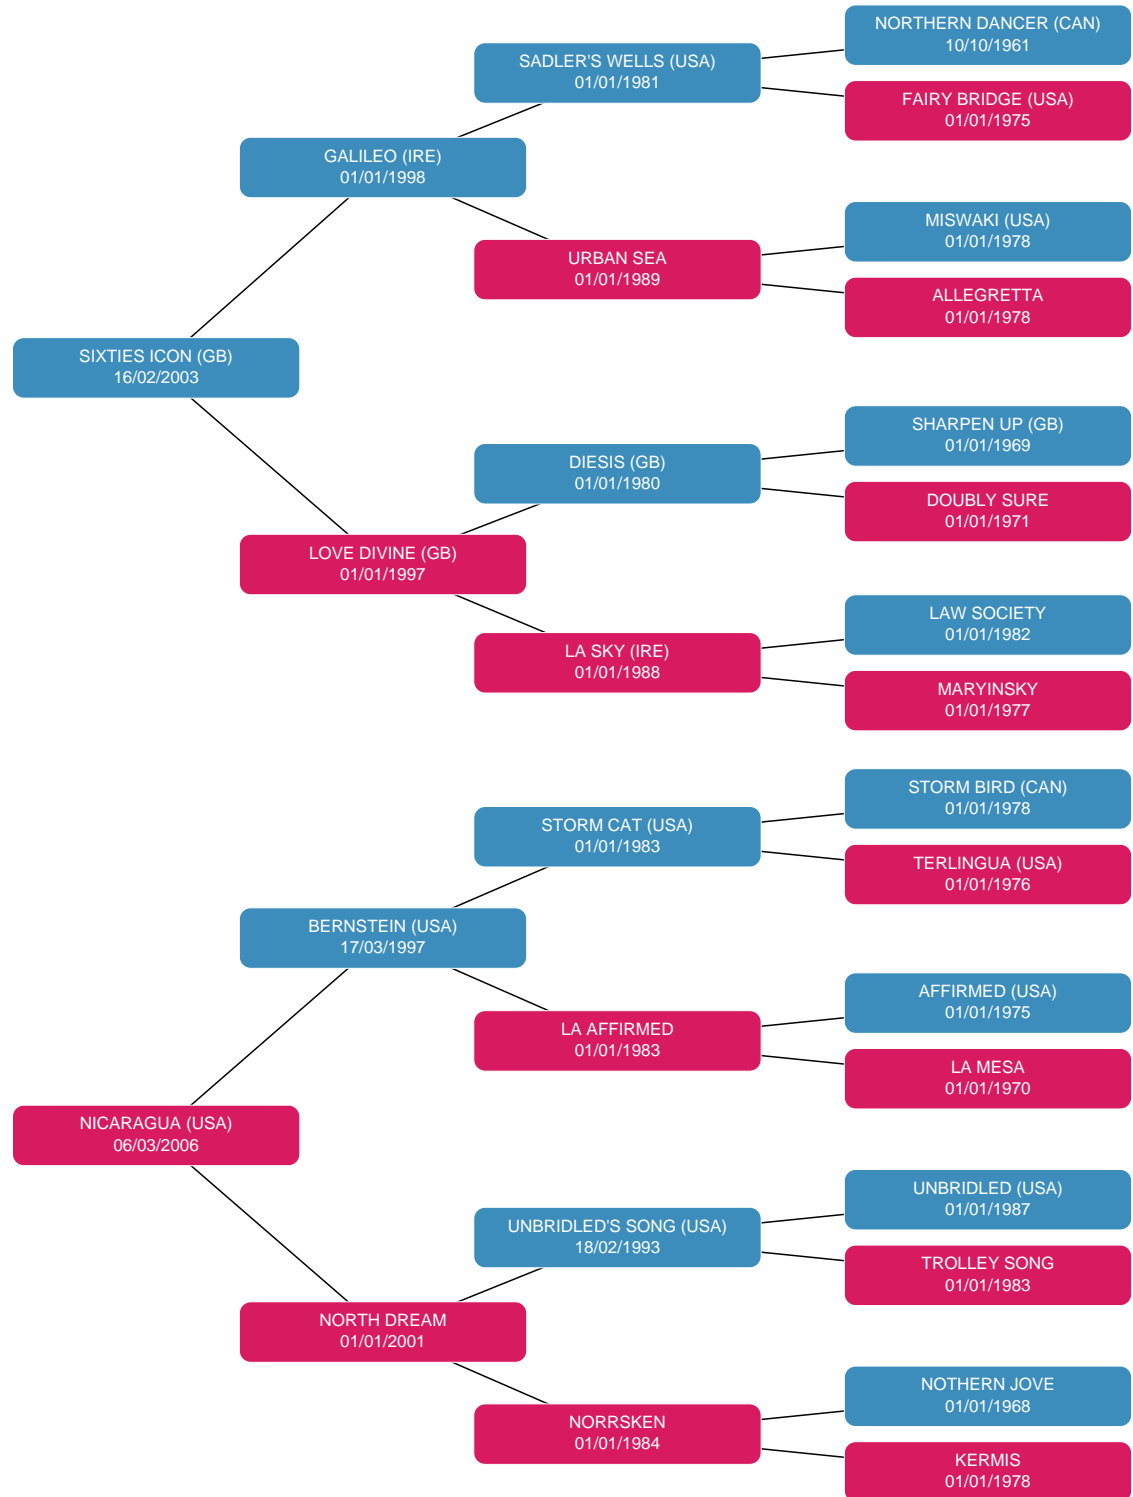 NORTHERN DANCER (CAN)
10/10/1961
SADLER'S WELLS (USA)
01/01/1981
FAIRY BRIDGE (USA)
01/01/1975
GALILEO (IRE)
01/01/1998
MISWAKI (USA)
01/01/1978
URBAN SEA
01/01/1989
ALLEGRETTA
01/01/1978
SIXTIES ICON (GB)
16/02/2003
SHARPEN UP (GB)
01/01/1969
DIESIS (GB)
01/01/1980
DOUBLY SURE
01/01/1971
LOVE DIVINE (GB)
01/01/1997
LAW SOCIETY
01/01/1982
LA SKY (IRE)
01/01/1988
MARYINSKY
01/01/1977
STORM BIRD (CAN)
01/01/1978
STORM CAT (USA)
01/01/1983
TERLINGUA (USA)
01/01/1976
BERNSTEIN (USA)
17/03/1997
AFFIRMED (USA)
01/01/1975
LA AFFIRMED
01/01/1983
LA MESA
01/01/1970
NICARAGUA (USA)
06/03/2006
UNBRIDLED (USA)
01/01/1987
UNBRIDLED'S SONG (USA)
18/02/1993
TROLLEY SONG
01/01/1983
NORTH DREAM
01/01/2001
NOTHERN JOVE
01/01/1968
NORRSKEN
01/01/1984
KERMIS
01/01/1978